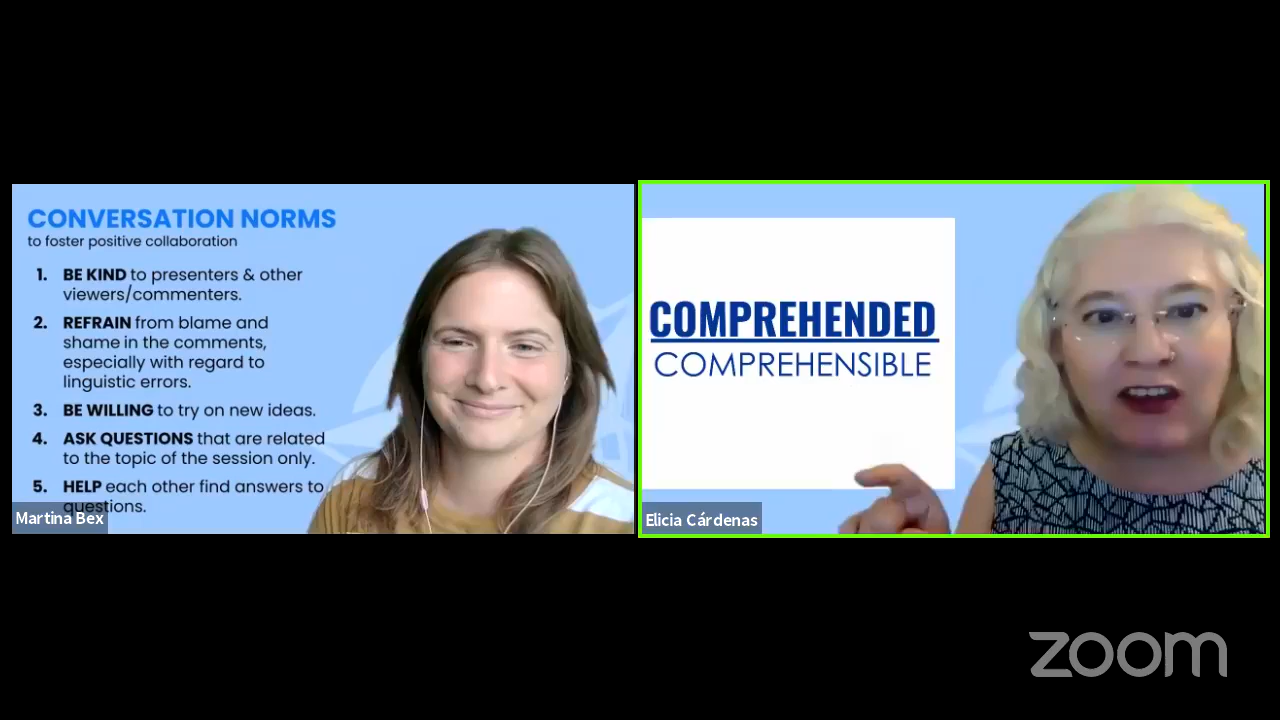 CONVERSATION NORMS
to foster positive collaboration
1. BE KIND to presenters & other
viewers/commenters.
2. REFRAIN from blame and
shame in the comments,
especially with regard to
linguistic errors.
3. BE WILLING to try on new ideas.
4. ASK QUESTIONS that are related
to the topic of the session only.
5. HELP each other find answers to
questions.
Martina Bex
COMPREHENDED
COMPREHENSIBLE
Elicia Cárdenas
zoom